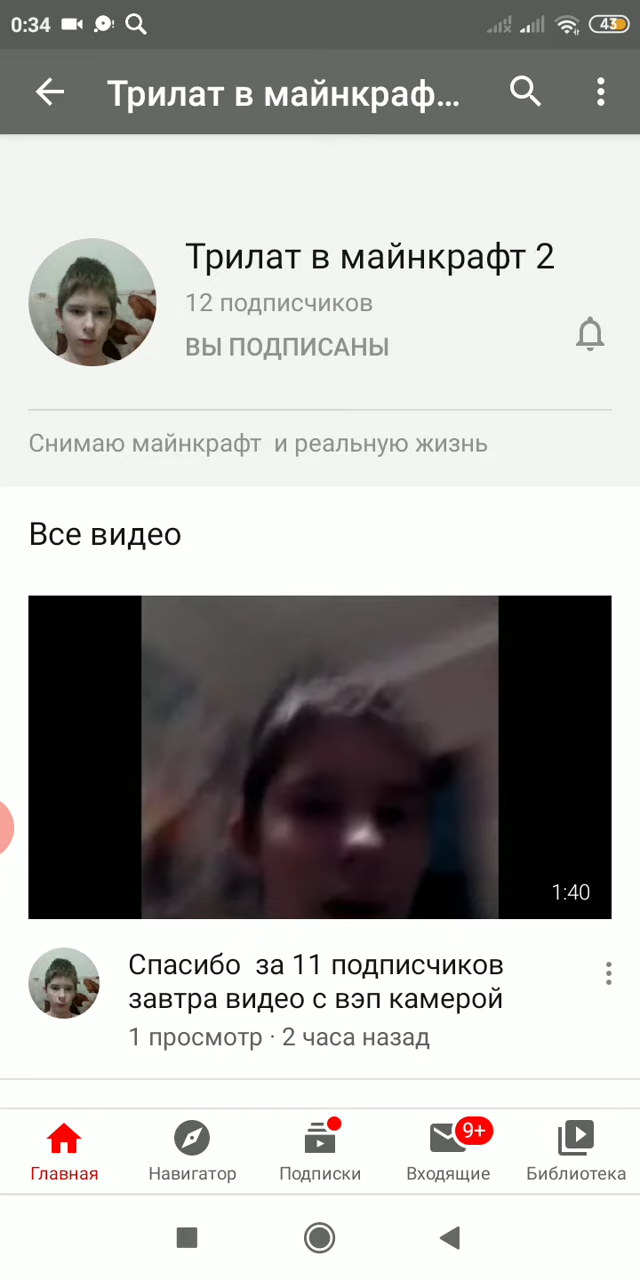 0:34
43
Трилат в майнкраф...
Трилат в майнкрафт 2
12 подписчиков
ВЫ ПОДПИСАНЫ
Снимаю майнкрафт и реальную жизнь
Все видео
1:40
Спасибо за 11 подписчиков
завтра видео с вэп камерой
1 просмотр · 2 часа назад
9+
Главная
Навигатор
Подписки
Входящие
Библиотека